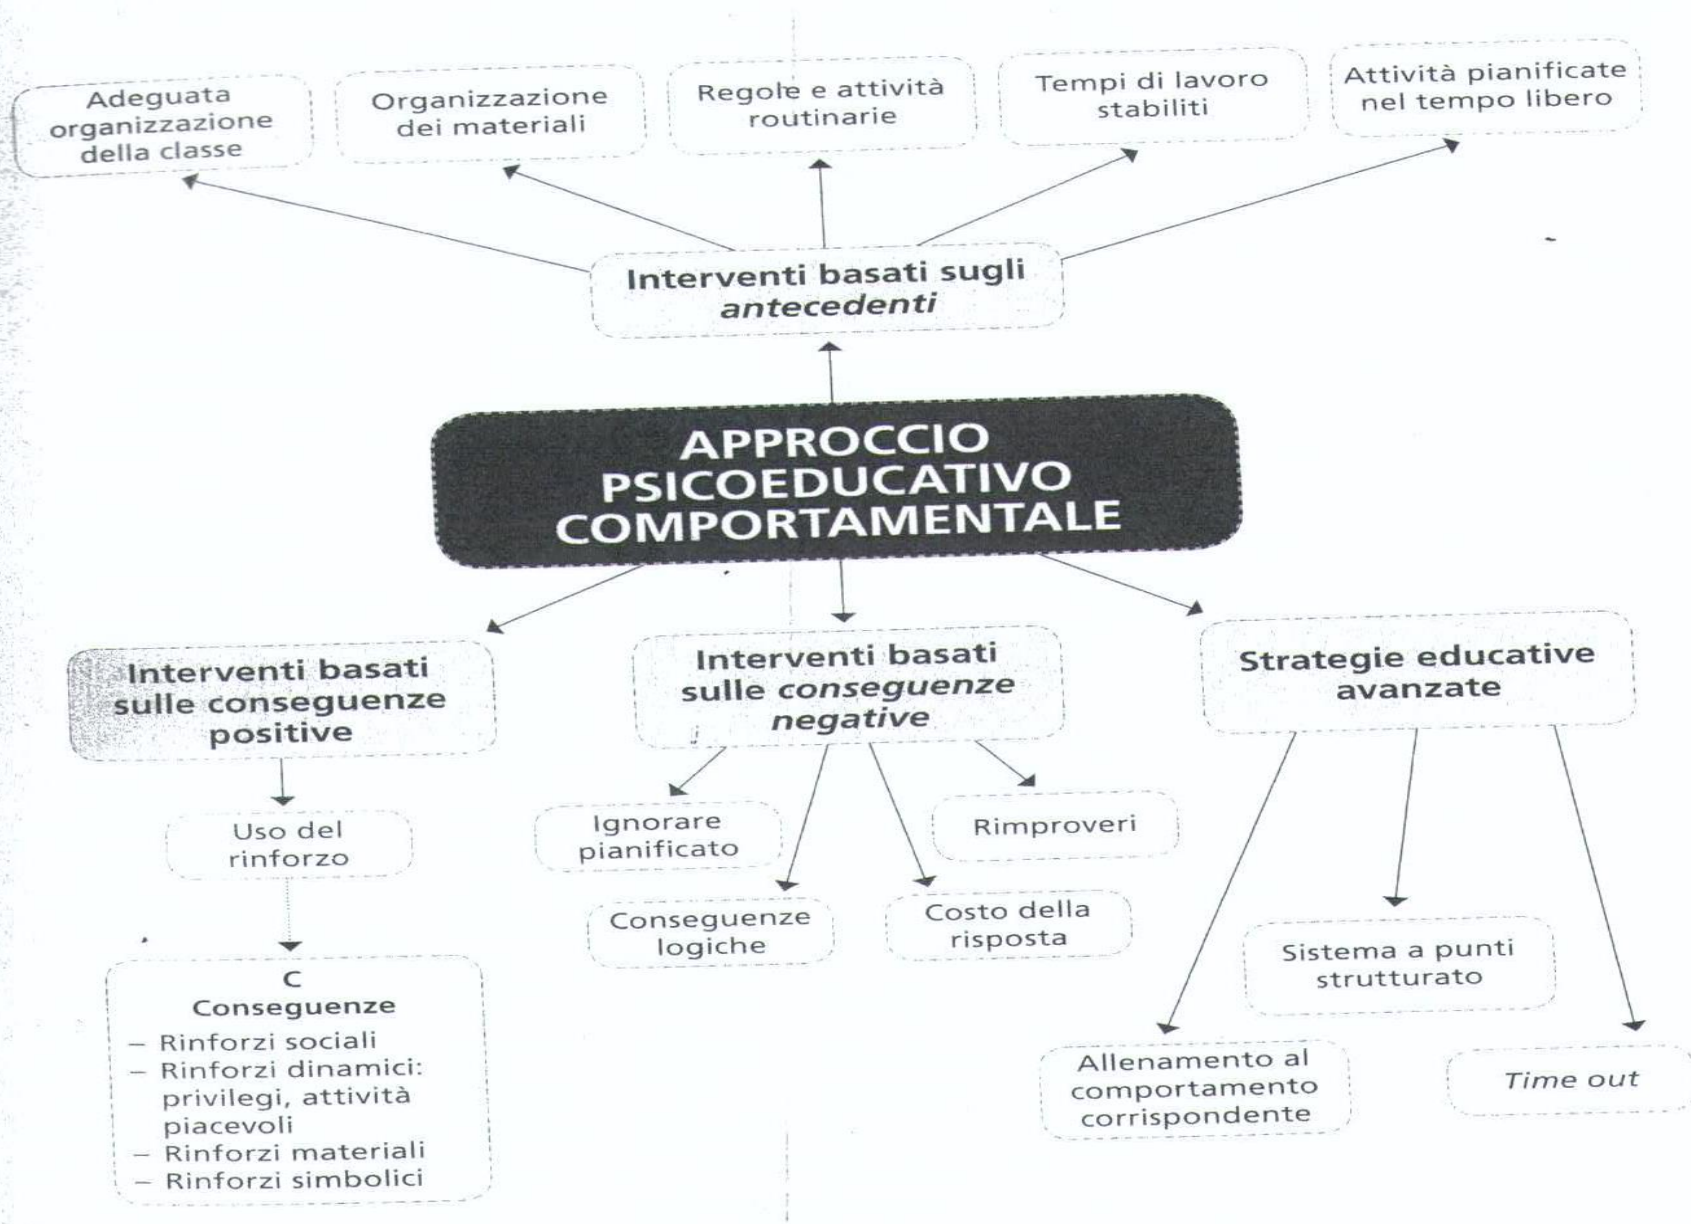 Adeguata
organizzazione
della classe
Organizzazione
dei materiali
Regole e attività
routinarie
Tempi di lavoro
stabiliti
Attività pianificate
nel tempo libero
Interventi basati sugli
antecedenti
APPROCCIO
PSICOEDUCATIVO
COMPORTAMENTALE
Interventi basati
sulle conseguenze
positive
Interventi basati
sulle conseguenze
negative
Strategie educative
avanzate
Uso del
rinforzo
Ignorare
pianificato
Rimproveri
Conseguenze
logiche
Costo della
risposta
Sistema a punti
strutturato
Allenamento al
comportamento
corrispondente
Time out
C
Conseguenze
– Rinforzi sociali
– Rinforzi dinamici:
privilegi, attività
piacevoli
– Rinforzi materiali
– Rinforzi simbolici